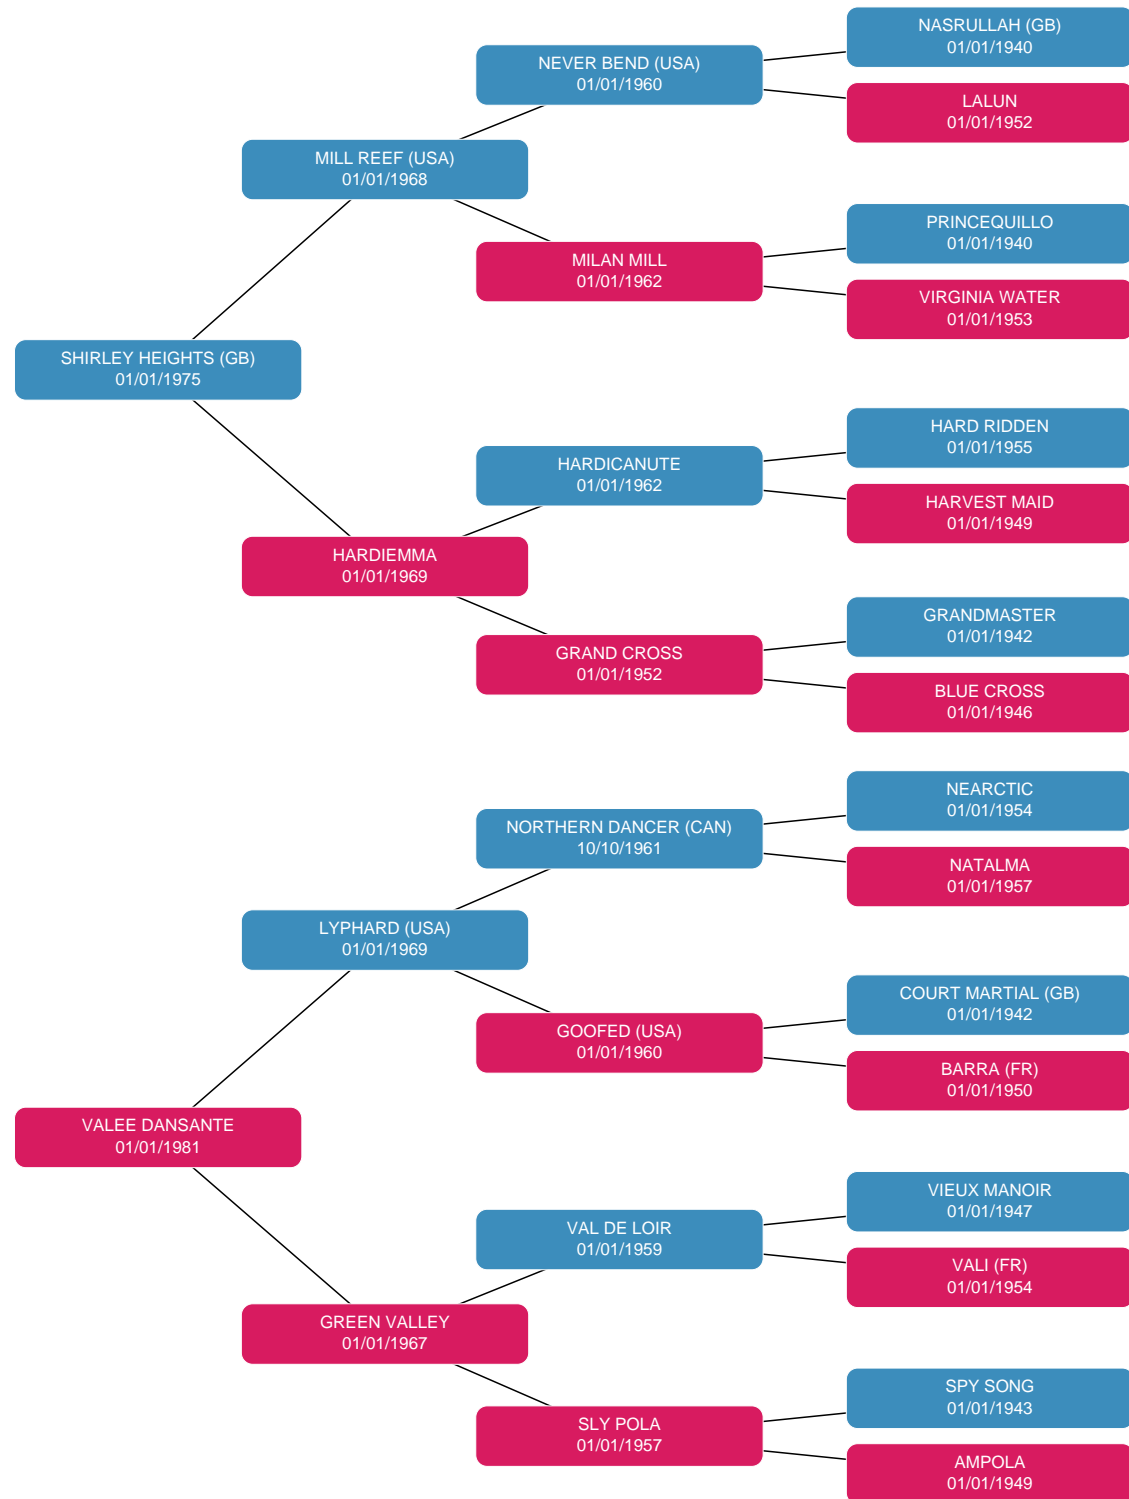 NASRULLAH (GB)
01/01/1940
NEVER BEND (USA)
01/01/1960
LALUN
01/01/1952
MILL REEF (USA)
01/01/1968
PRINCEQUILLO
01/01/1940
MILAN MILL
01/01/1962
VIRGINIA WATER
01/01/1953
SHIRLEY HEIGHTS (GB)
01/01/1975
HARD RIDDEN
01/01/1955
HARDICANUTE
01/01/1962
HARVEST MAID
01/01/1949
HARDIEMMA
01/01/1969
GRANDMASTER
01/01/1942
GRAND CROSS
01/01/1952
BLUE CROSS
01/01/1946
NEARCTIC
01/01/1954
NORTHERN DANCER (CAN)
10/10/1961
NATALMA
01/01/1957
LYPHARD (USA)
01/01/1969
COURT MARTIAL (GB)
01/01/1942
GOOFED (USA)
01/01/1960
BARRA (FR)
01/01/1950
VALEE DANSANTE
01/01/1981
VIEUX MANOIR
01/01/1947
VAL DE LOIR
01/01/1959
VALI (FR)
01/01/1954
GREEN VALLEY
01/01/1967
SPY SONG
01/01/1943
SLY POLA
01/01/1957
AMPOLA
01/01/1949